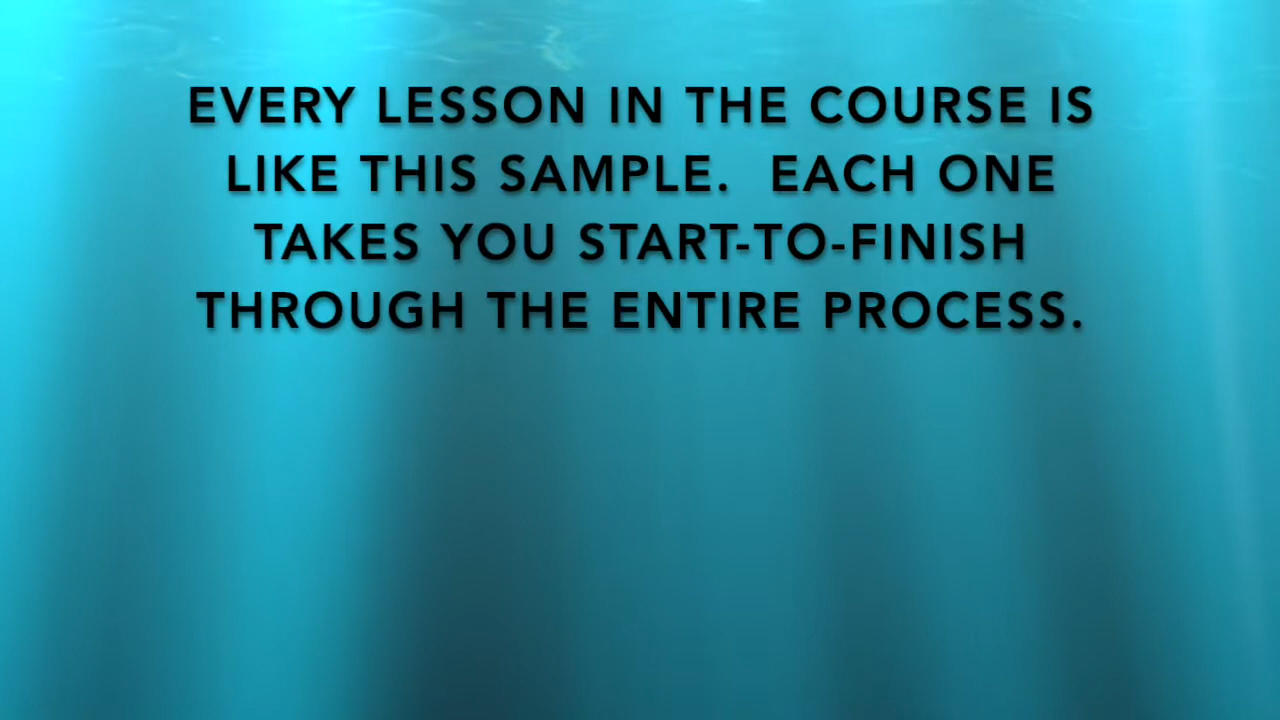 EVERY LESSON IN THE COURSE IS
LIKE THIS SAMPLE.  EACH ONE
TAKES YOU START-TO-FINISH
THROUGH THE ENTIRE PROCESS.